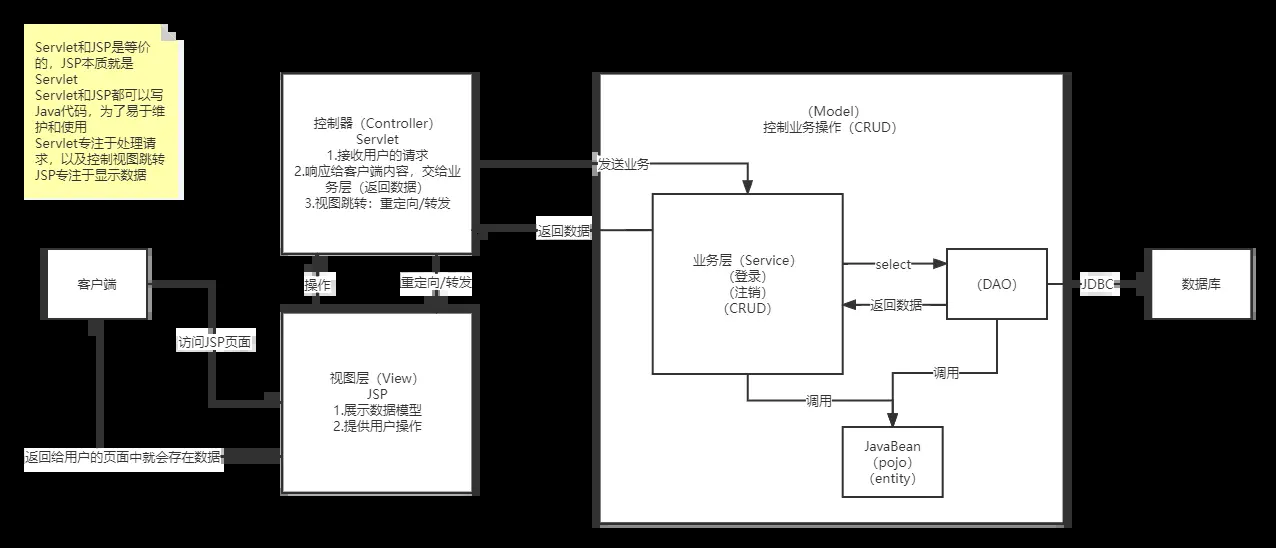 Servlet和JSP是等价
的，JSP本质就是
Servlet
Servlet和JSP都可以写
Java代码，为了易于维
护和使用
Servlet专注于处理请
求，以及控制视图跳转
JSP专注于显示数据
控制器（Controller）
Servlet
1.接收用户的请求
2.响应给客户端内容，交给业
务层（返回数据）
3.视图跳转：重定向/转发
（Model）
控制业务操作（CRUD）
发送业务
返回数据
业务层（Service）
（登录）
（注销）
（CRUD）
select
返回数据
（DAO）
JDBC
数据库
客户端
操作
重定向/转发
访问JSP页面
视图层（View）
JSP
1.展示数据模型
2.提供用户操作
调用
调用
JavaBean
（pojo）
（entity）
返回给用户的页面中就会存在数据